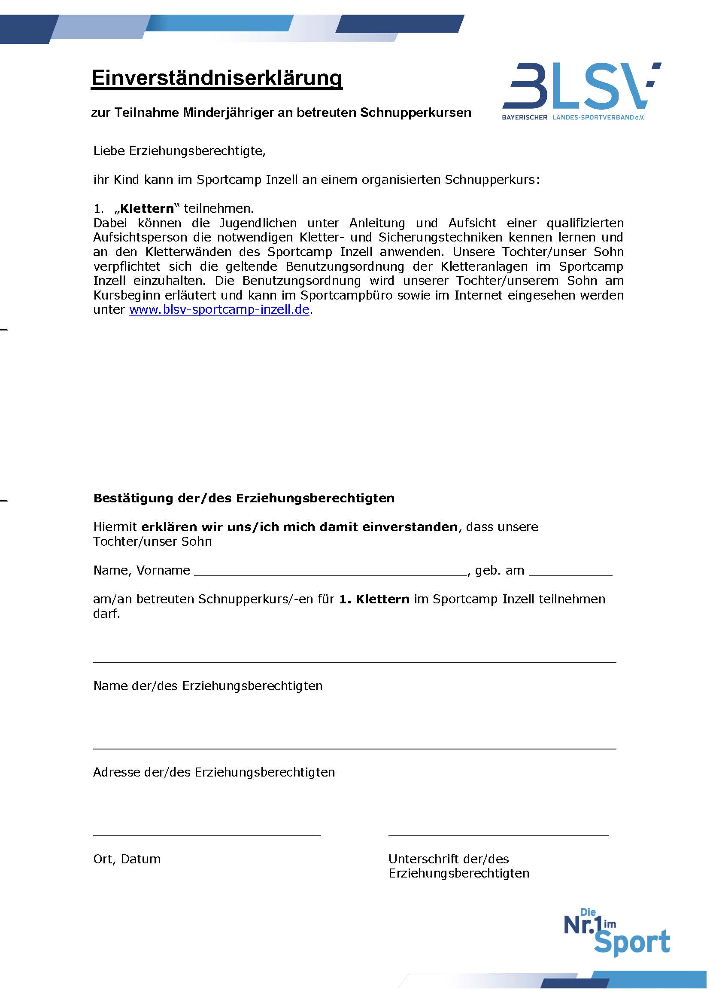 Einverständniserklärung
BLSV
BAYERISCHER LANDES-SPORTVERBAND e.V.
zur Teilnahme Minderjähriger an betreuten Schnupperkursen
Liebe Erziehungsberechtigte,
ihr Kind kann im Sportcamp Inzell an einem organisierten Schnupperkurs:
1. „Klettern“ teilnehmen.
Dabei können die Jugendlichen unter Anleitung und Aufsicht einer qualifizierten
Aufsichtsperson die notwendigen Kletter- und Sicherungstechniken kennen lernen und
an den Kletterwänden des Sportcamp Inzell anwenden. Unsere Tochter/unser Sohn
verpflichtet sich die geltende Benutzungsordnung der Kletteranlagen im Sportcamp
Inzell einzuhalten. Die Benutzungsordnung wird unserer Tochter/unserem Sohn am
Kursbeginn erläutert und kann im Sportcampbüro sowie im Internet eingesehen werden
unter www.blsv-sportcamp-inzell.de.
Bestätigung der/des Erziehungsberechtigten
Hiermit erklären wir uns/ich mich damit einverstanden, dass unsere
Tochter/unser Sohn
Name, Vorname ________________________________________, geb. am ____________
am/an betreuten Schnupperkurs/-en für 1. Klettern im Sportcamp Inzell teilnehmen
darf.
Name der/des Erziehungsberechtigten
Adresse der/des Erziehungsberechtigten
Ort, Datum
Unterschrift der/des
Erziehungsberechtigten
Die
Nr.1 im
Sport